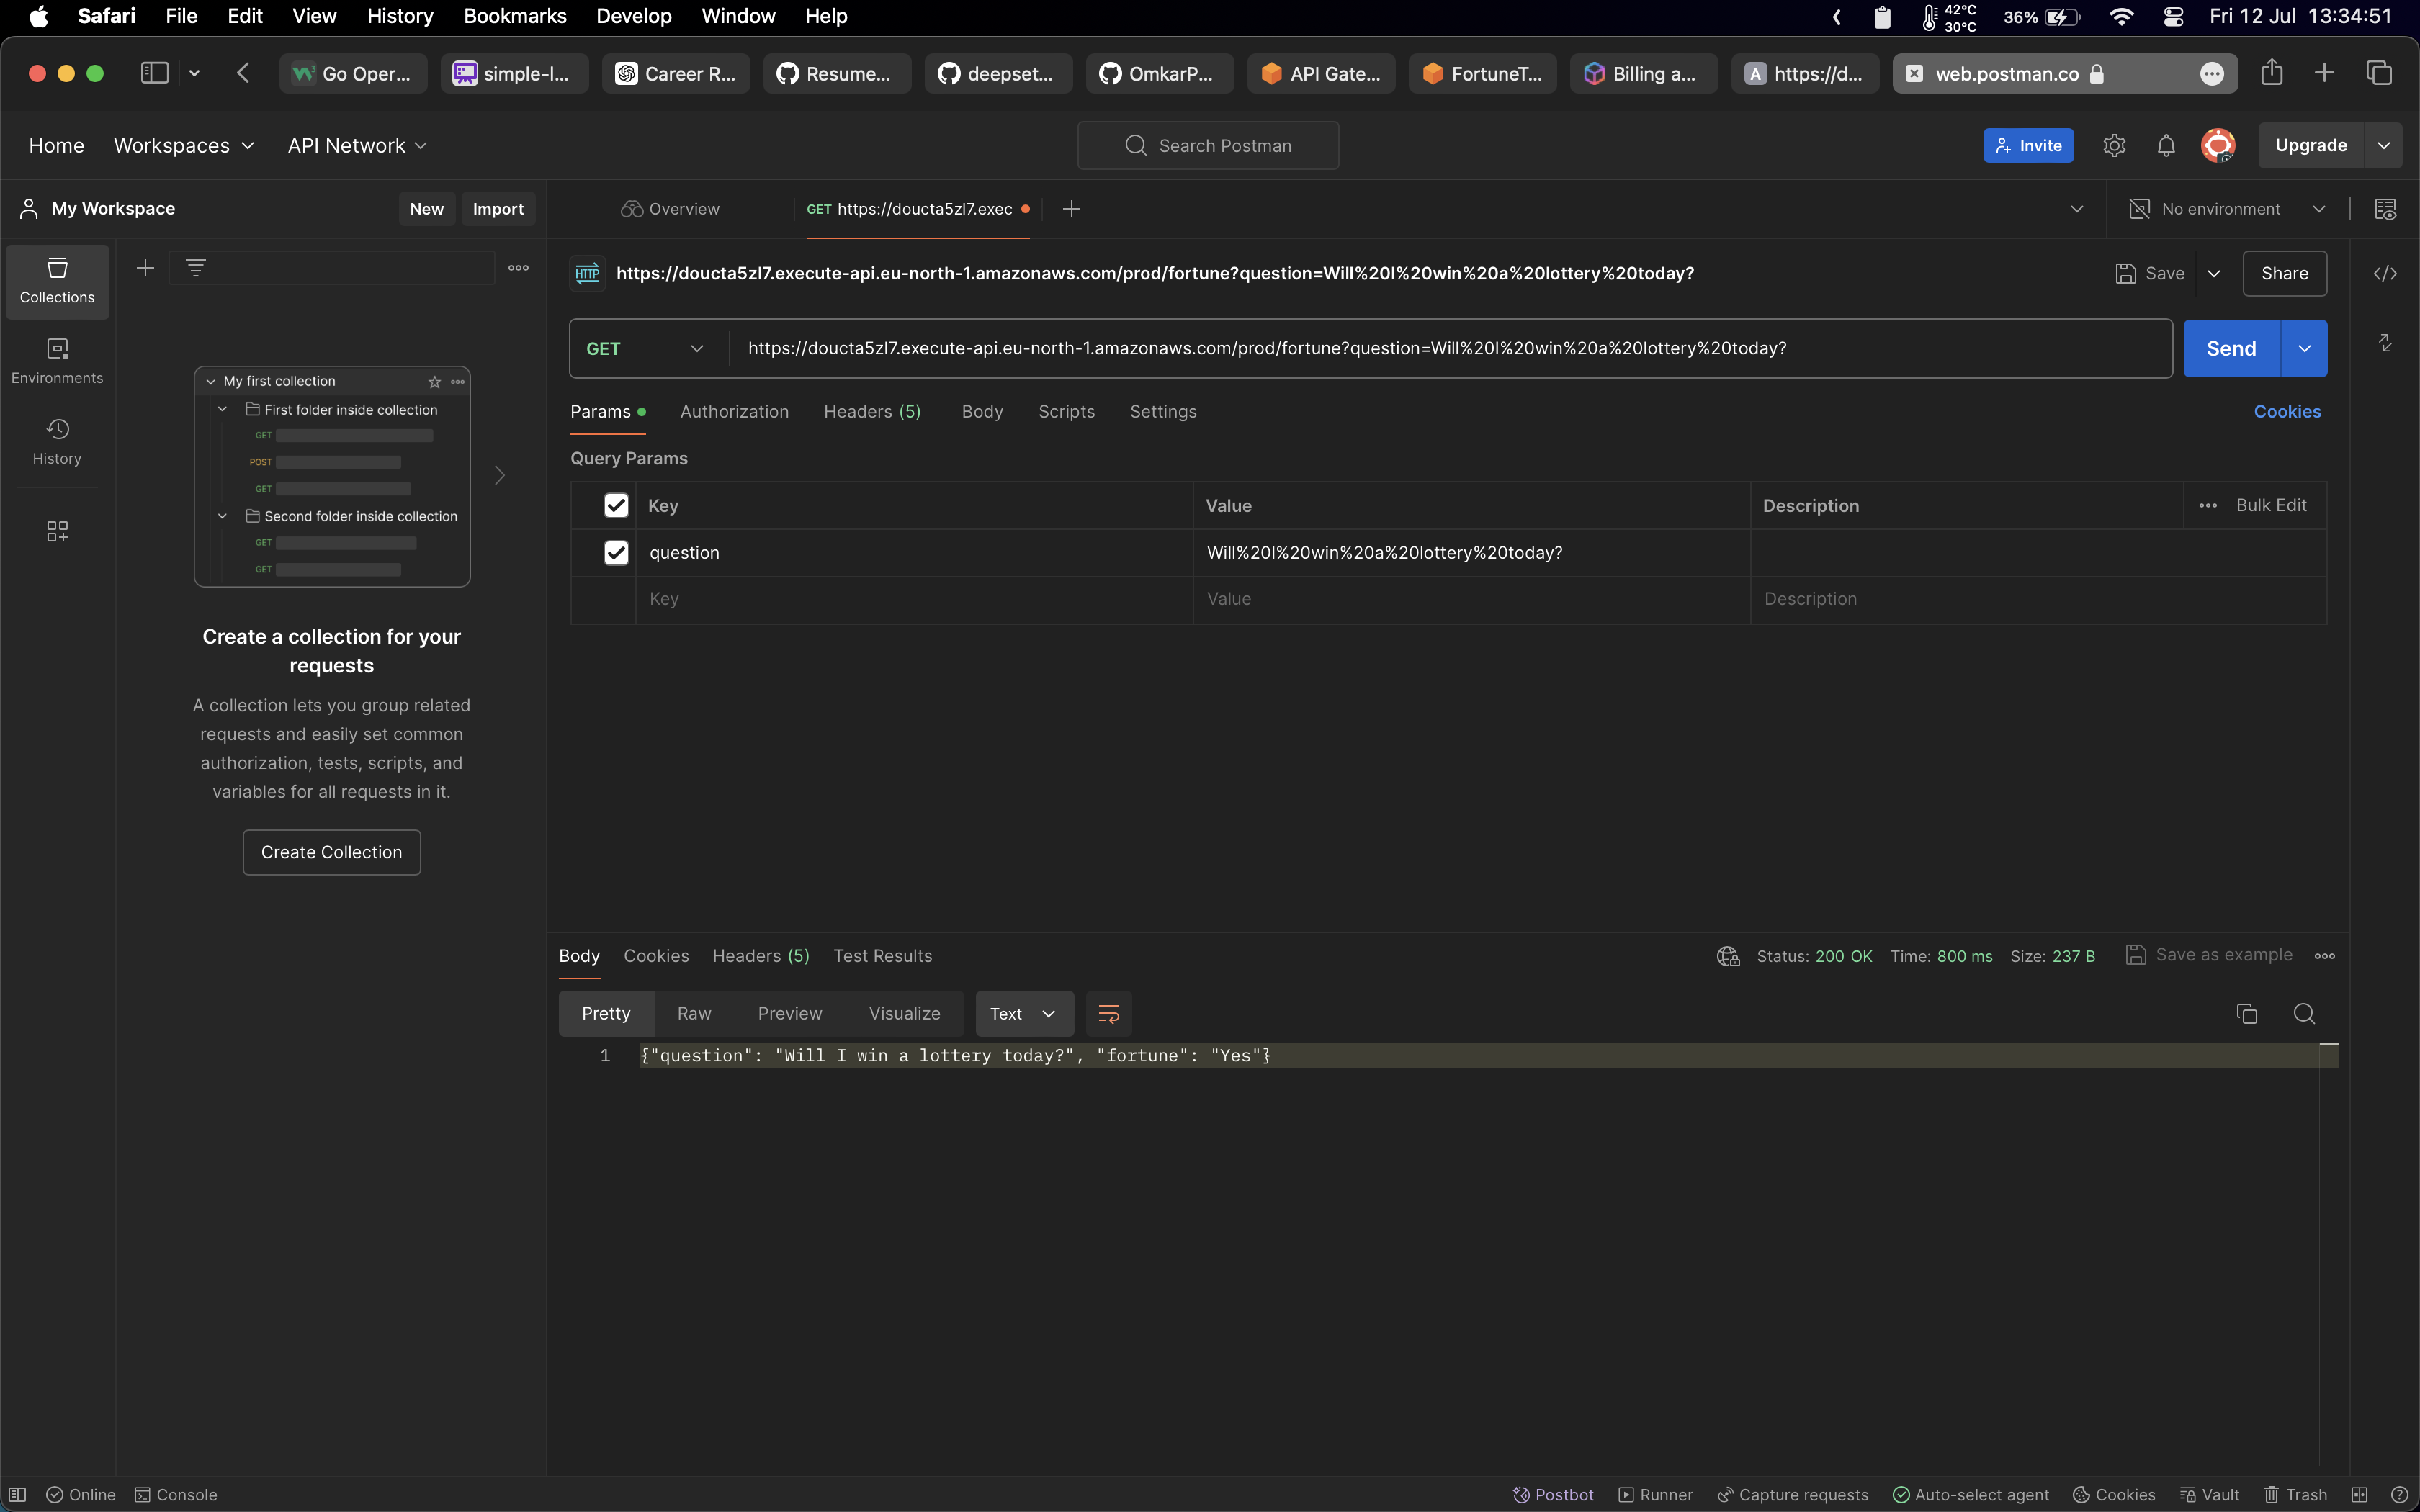 Safari File Edit View History Bookmarks Develop Window Help
42°C
30°C
36%
Fri 12 Jul 13:34:51
Go Oper...
simple-l...
Career R...
Resume...
deepset...
OmkarP...
API Gate...
FortuneT...
Billing a...
A https://d...
web.postman.co
Home Workspaces API Network
Search Postman
Invite
Upgrade
My Workspace
New Import
Overview
GET https://doucta5zl7.exec
No environment
Collections
Environments
History
My first collection
First folder inside collection
GET
POST
GET
Second folder inside collection
GET
GET
Create a collection for your
requests
A collection lets you group related
requests and easily set common
authorization, tests, scripts, and
variables for all requests in it.
Create Collection
HTTP https://doucta5zl7.execute-api.eu-north-1.amazonaws.com/prod/fortune?question=Will%20I%20win%20a%20lottery%20today?
Save Share
GET https://doucta5zl7.execute-api.eu-north-1.amazonaws.com/prod/fortune?question=Will%20I%20win%20a%20lottery%20today?
Send
Params Authorization Headers (5) Body Scripts Settings
Cookies
Query Params
Key Value Description Bulk Edit
question Will%20I%20win%20a%20lottery%20today?
Key Value Description
Body Cookies Headers (5) Test Results
Status: 200 OK Time: 800 ms Size: 237 B Save as example
Pretty Raw Preview Visualize Text
1 {"question": "Will I win a lottery today?", "fortune": "Yes"}
Online Console
Postbot Runner Capture requests Auto-select agent Cookies Vault Trash